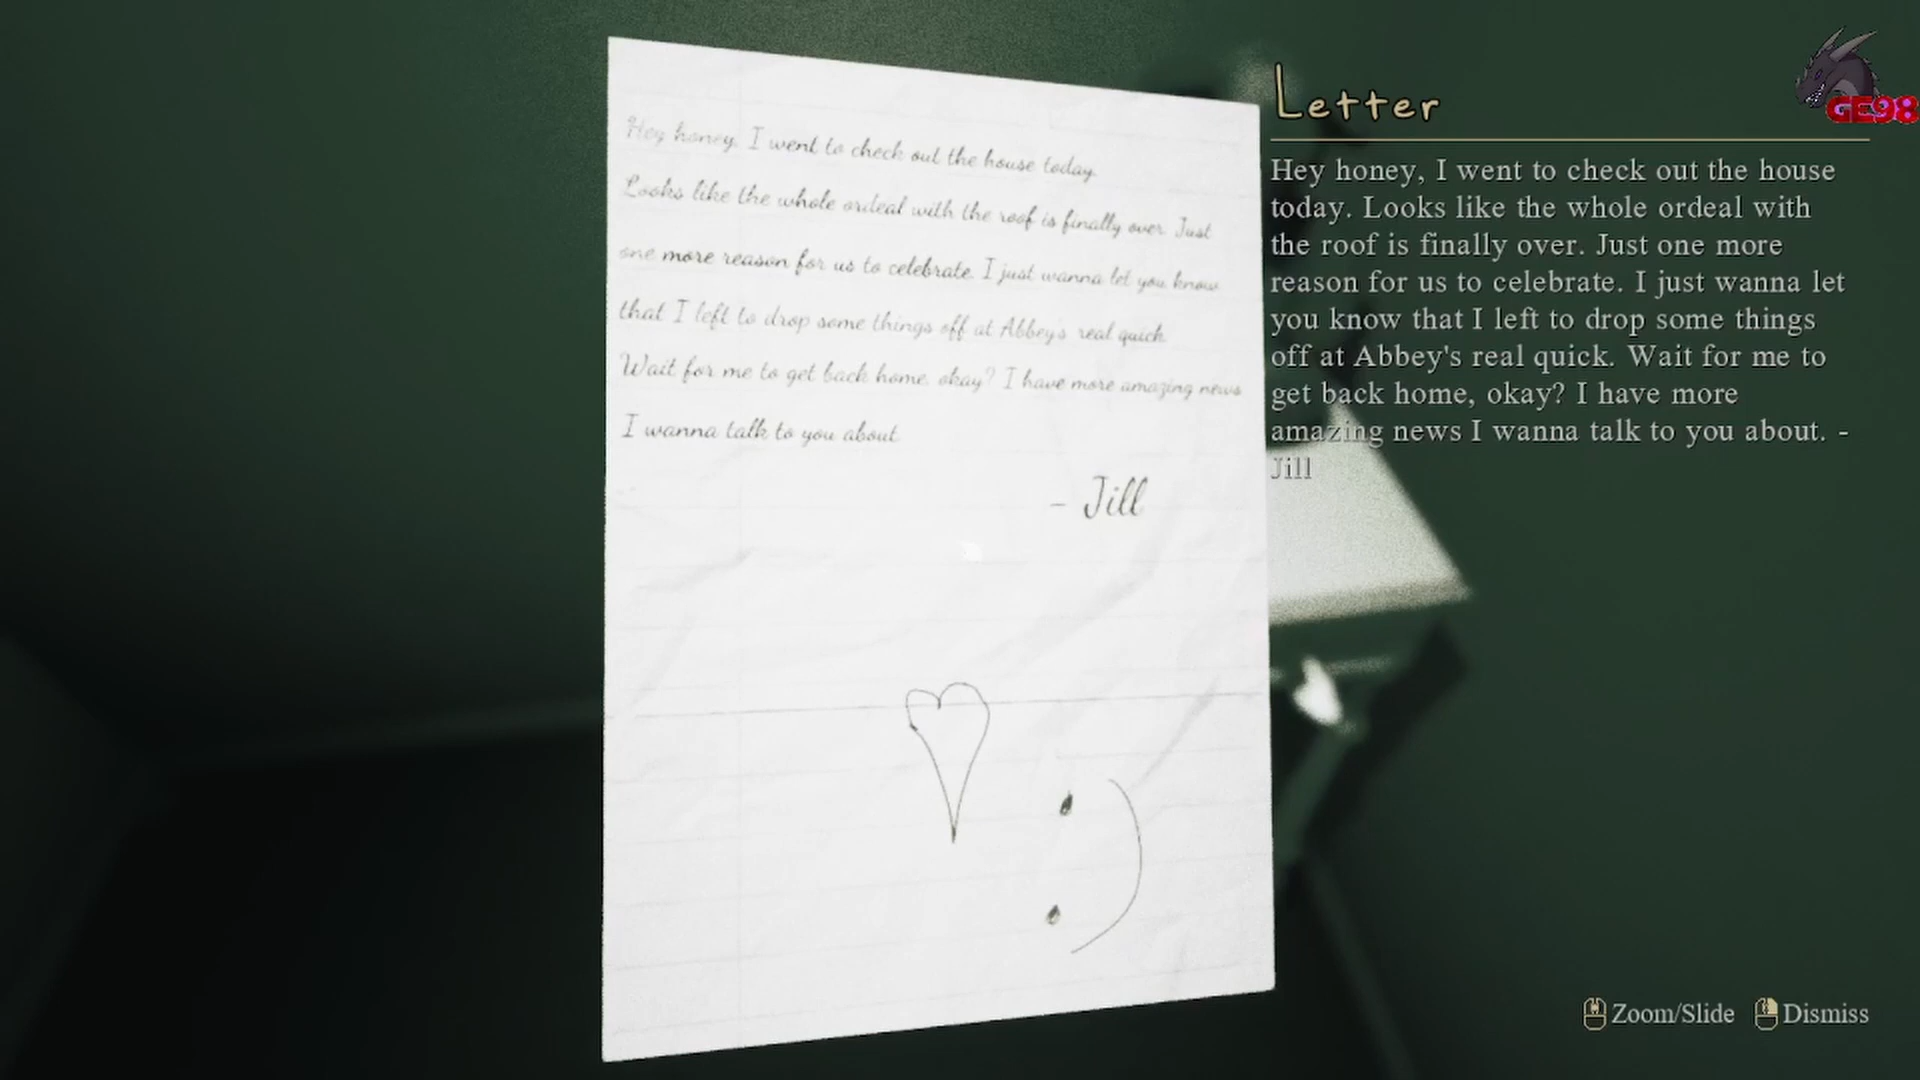 Hey honey, I went to check out the house today.
Looks like the whole ordeal with the roof is finally over. Just
one more reason for us to celebrate. I just wanna let you know
that I left to drop some things off at Abbey's real quick.
Wait for me to get back home, okay? I have more amazing news
I wanna talk to you about.
- Jill
:)
Letter
Hey honey, I went to check out the house
today. Looks like the whole ordeal with
the roof is finally over. Just one more
reason for us to celebrate. I just wanna let
you know that I left to drop some things
off at Abbey's real quick. Wait for me to
get back home, okay? I have more
amazing news I wanna talk to you about. -
Jill
GE98
Zoom/Slide Dismiss